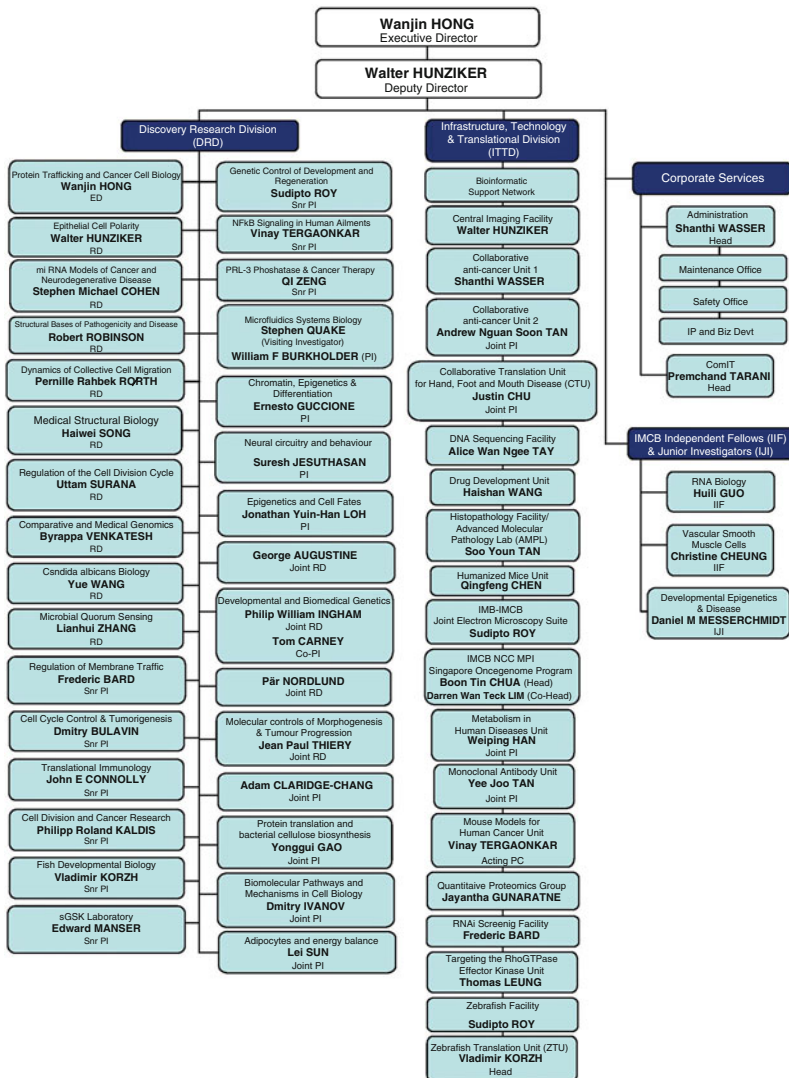 Wanjin HONG
Executive Director
Walter HUNZIKER
Deputy Director
Discovery Research Division
(DRD)
Protein Trafficking and Cancer Cell Biology
Wanjin HONG
ED
Epithelial Cell Polarity
Walter HUNZIKER
RD
mi RNA Models of Cancer and
Neurodegenerative Disease
Stephen Michael COHEN
RD
Structural Bases of Pathogenicity and Disease
Robert ROBINSON
RD
Dynamics of Collective Cell Migration
Pernille Rahbek RØRTH
RD
Medical Structural Biology
Haiwei SONG
RD
Regulation of the Cell Division Cycle
Uttam SURANA
RD
Comparative and Medical Genomics
Byrappa VENKATESH
RD
Csndida albicans Biology
Yue WANG
RD
Microbial Quorum Sensing
Lianhui ZHANG
RD
Regulation of Membrane Traffic
Frederic BARD
Snr PI
Cell Cycle Control & Tumorigenesis
Dmitry BULAVIN
Snr PI
Translational Immunology
John E CONNOLLY
Snr PI
Cell Division and Cancer Research
Philipp Roland KALDIS
Snr PI
Fish Developmental Biology
Vladimir KORZH
Snr PI
sGSK Laboratory
Edward MANSER
Snr PI
Genetic Control of Development and
Regeneration
Sudipto ROY
Snr PI
NFkB Signaling in Human Ailments
Vinay TERGAONKAR
Snr PI
PRL-3 Phoshatase & Cancer Therapy
QI ZENG
Snr PI
Microfluidics Systems Biology
Stephen QUAKE
(Visiting Investigator)
William F BURKHOLDER (PI)
Chromatin, Epigenetics &
Differentiation
Ernesto GUCCIONE
PI
Neural circuitry and behaviour
Suresh JESUTHASAN
PI
Epigenetics and Cell Fates
Jonathan Yuin-Han LOH
PI
George AUGUSTINE
Joint RD
Developmental and Biomedical Genetics
Philip William INGHAM
Joint RD
Tom CARNEY
Co-PI
Pär NORDLUND
Joint RD
Molecular controls of Morphogenesis
& Tumour Progression
Jean Paul THIERY
Joint RD
Adam CLARIDGE-CHANG
Joint PI
Protein translation and
bacterial cellulose biosynthesis
Yonggui GAO
Joint PI
Biomolecular Pathways and
Mechanisms in Cell Biology
Dmitry IVANOV
Joint PI
Adipocytes and energy balance
Lei SUN
Joint PI
Infrastructure, Technology
& Translational Division
(ITTD)
Bioinformatic
Support Network
Central Imaging Facility
Walter HUNZIKER
Collaborative
anti-cancer Unit 1
Shanthi WASSER
Collaborative
anti-cancer Unit 2
Andrew Nguan Soon TAN
Joint PI
Collaborative Translation Unit
for Hand, Foot and Mouth Disease (CTU)
Justin CHU
Joint PI
DNA Sequencing Facility
Alice Wan Ngee TAY
Drug Development Unit
Haishan WANG
Histopathology Facility/
Advanced Molecular
Pathology Lab (AMPL)
Soo Youn TAN
Humanized Mice Unit
Qingfeng CHEN
IMB-IMCB
Joint Electron Microscopy Suite
Sudipto ROY
IMCB NCC MPI
Singapore Oncegenome Program
Boon Tin CHUA (Head)
Darren Wan Teck LIM (Co-Head)
Metabolism in
Human Diseases Unit
Weiping HAN
Joint PI
Monoclonal Antibody Unit
Yee Joo TAN
Joint PI
Mouse Models for
Human Cancer Unit
Vinay TERGAONKAR
Acting PC
Quantitaive Proteomics Group
Jayantha GUNARATNE
RNAi Screenig Facility
Frederic BARD
Targeting the RhoGTPase
Effector Kinase Unit
Thomas LEUNG
Zebrafish Facility
Sudipto ROY
Zebrafish Translation Unit (ZTU)
Vladimir KORZH
Head
Corporate Services
Administration
Shanthi WASSER
Head
Maintenance Office
Safety Office
IP and Biz Devt
ComIT
Premchand TARANI
Head
IMCB Independent Fellows (IIF)
& Junior Investigators (IJI)
RNA Biology
Huili GUO
IIF
Vascular Smooth
Muscle Cells
Christine CHEUNG
IIF
Developmental Epigenetics
& Disease
Daniel M MESSERCHMIDT
IJI